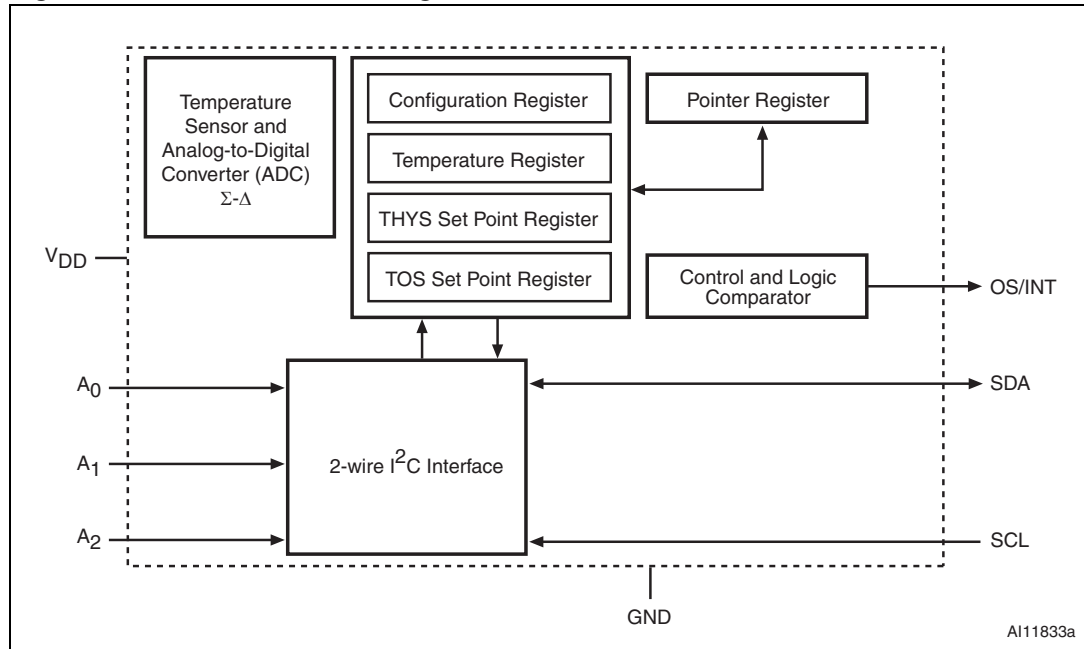 Temperature
Sensor and
Analog-to-Digital
Converter (ADC)
Σ-Δ
Configuration Register
Temperature Register
THYS Set Point Register
TOS Set Point Register
Pointer Register
Control and Logic
Comparator
VDD
OS/INT
A0
A1
A2
2-wire I2C Interface
SDA
SCL
GND
AI11833a